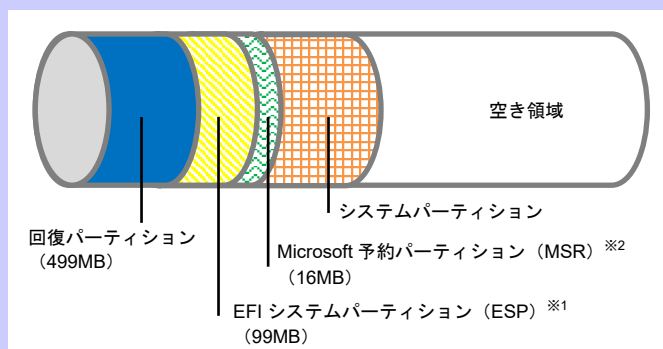 空き領域
システムパーティション
回復パーティション
（499MB）
Microsoft 予約パーティション（MSR）※2
（16MB）
EFI システムパーティション（ESP）※1
（99MB）